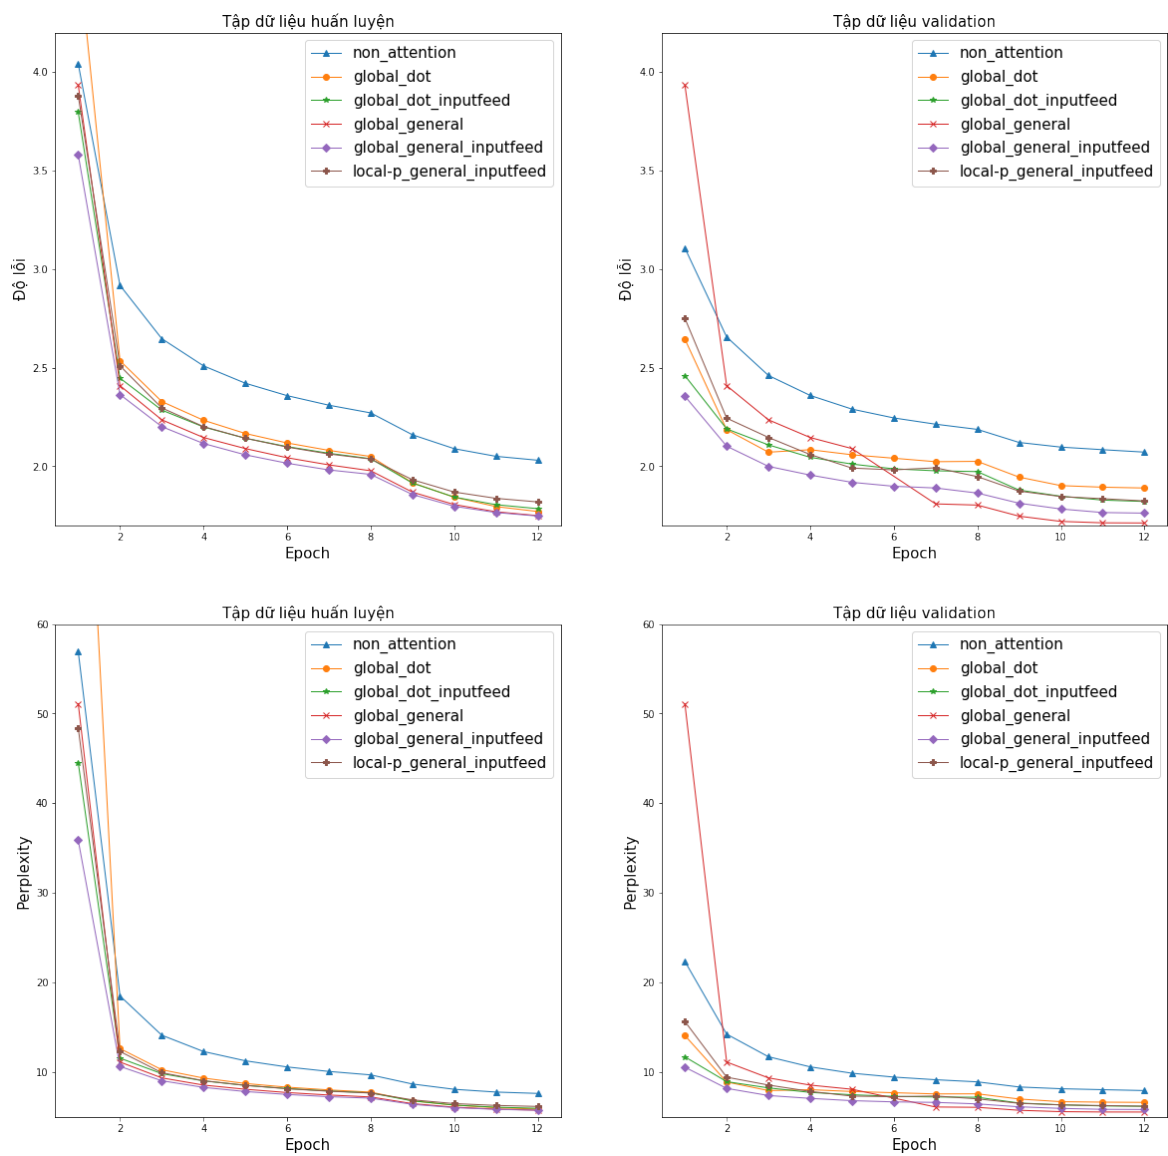 Tập dữ liệu huấn luyện
4.0
3.5
3.0
2.5
2.0
Độ lỗi
non_attention
global_dot
global_dot_inputfeed
global_general
global_general_inputfeed
local-p_general_inputfeed
2 4 6 8 10 12
Epoch
Tập dữ liệu validation
4.0
3.5
3.0
2.5
2.0
Độ lỗi
non_attention
global_dot
global_dot_inputfeed
global_general
global_general_inputfeed
local-p_general_inputfeed
2 4 6 8 10 12
Epoch
Tập dữ liệu huấn luyện
60
50
40
30
20
10
Perplexity
non_attention
global_dot
global_dot_inputfeed
global_general
global_general_inputfeed
local-p_general_inputfeed
2 4 6 8 10 12
Epoch
Tập dữ liệu validation
60
50
40
30
20
10
Perplexity
non_attention
global_dot
global_dot_inputfeed
global_general
global_general_inputfeed
local-p_general_inputfeed
2 4 6 8 10 12
Epoch